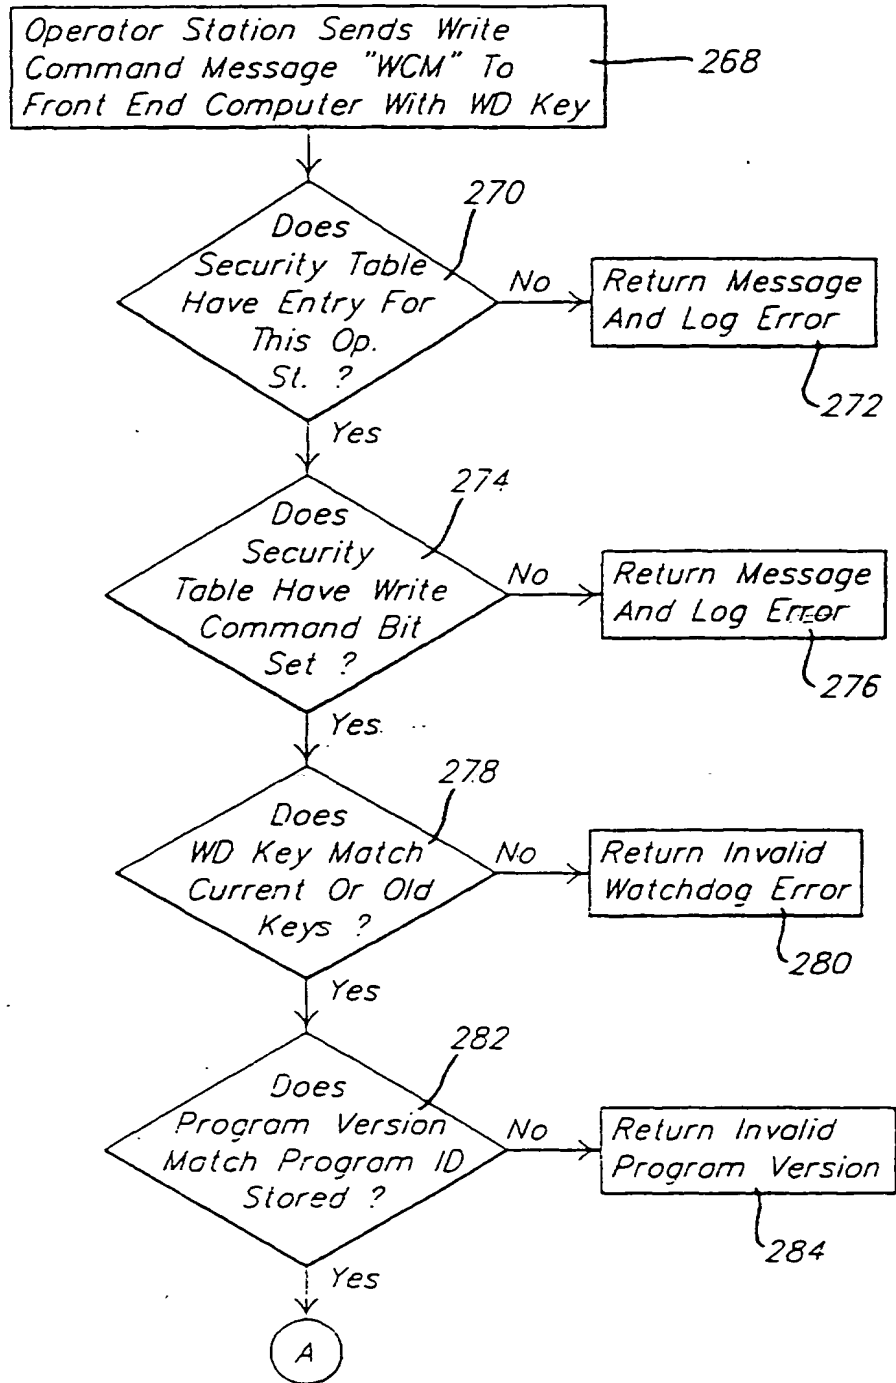 Operator Station Sends Write
Command Message "WCM" To
Front End Computer With WD Key
268
270
Does
Security Table
Have Entry For
This Op.
St. ?
No
Return Message
And Log Error
272
Yes
274
Does
Security
Table Have Write
Command Bit
Set ?
No
Return Message
And Log Error
276
Yes
278
Does
WD Key Match
Current Or Old
Keys ?
No
Return Invalid
Watchdog Error
280
Yes
282
Does
Program Version
Match Program ID
Stored ?
No
Return Invalid
Program Version
284
Yes
A